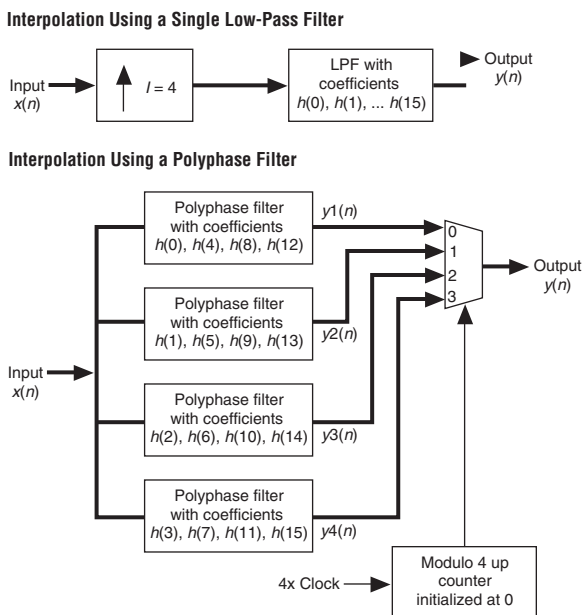 Interpolation Using a Single Low-Pass Filter
Input
x(n)
I = 4
LPF with
coefficients
h(0), h(1), ... h(15)
Output
y(n)
Interpolation Using a Polyphase Filter
Input
x(n)
Polyphase filter
with coefficients
h(0), h(4), h(8), h(12)
y1(n)
Polyphase filter
with coefficients
h(1), h(5), h(9), h(13)
y2(n)
Polyphase filter
with coefficients
h(2), h(6), h(10), h(14)
y3(n)
Polyphase filter
with coefficients
h(3), h(7), h(11), h(15)
y4(n)
0
1
2
3
Output
y(n)
4x Clock
Modulo 4 up
counter
initialized at 0